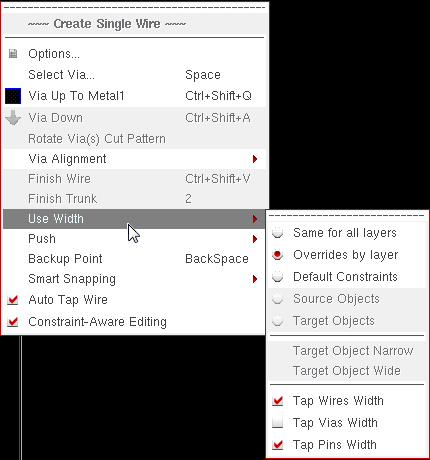 ~~~ Create Single Wire ~~~
Options...
Select Via... Space
Via Up To Metal1 Ctrl+Shift+Q
Via Down Ctrl+Shift+A
Rotate Via(s) Cut Pattern
Via Alignment
Finish Wire Ctrl+Shift+V
Finish Trunk 2
Use Width
Push
Backup Point BackSpace
Smart Snapping
Auto Tap Wire
Constraint-Aware Editing
Same for all layers
Overrides by layer
Default Constraints
Source Objects
Target Objects
Target Object Narrow
Target Object Wide
Tap Wires Width
Tap Vias Width
Tap Pins Width